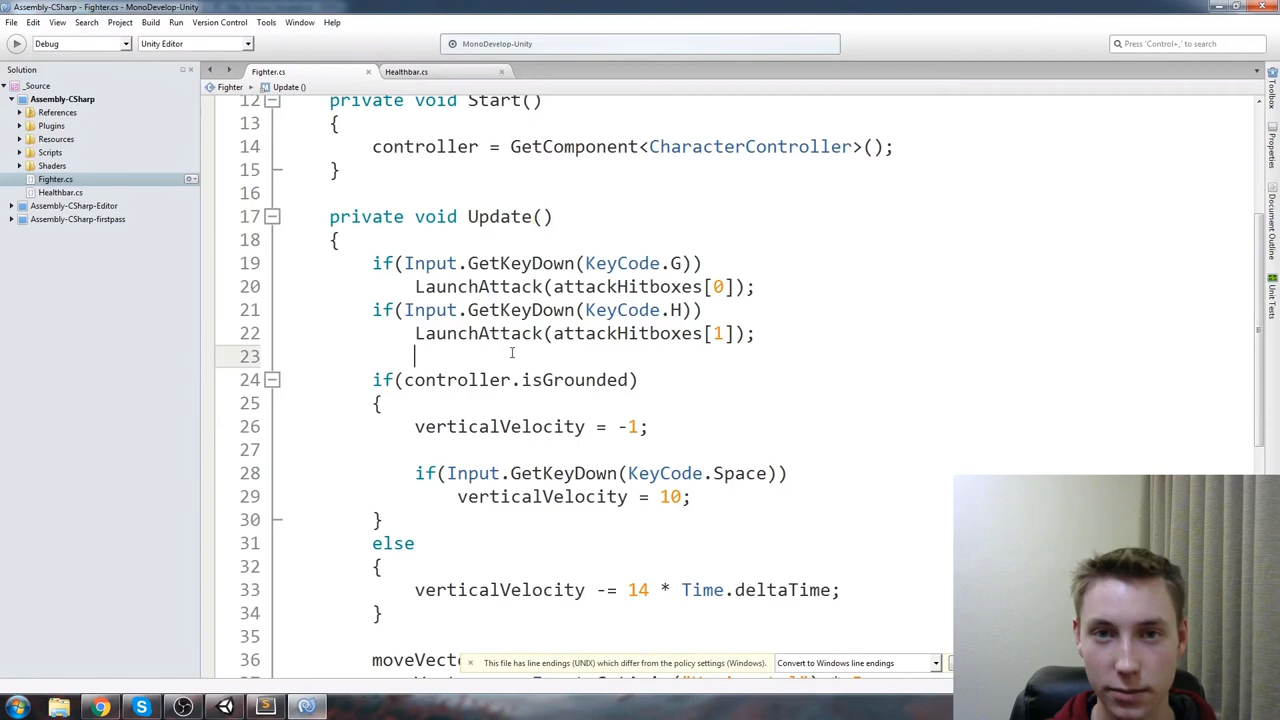 Assembly-CSharp - Fighter.cs - MonoDevelop-Unity
File Edit View Search Project Build Run Version Control Tools Window Help
Debug Unity Editor MonoDevelop-Unity Press 'Control+,' to search
Solution Fighter.cs Healthbar.cs
Fighter Update ()
_Source
Assembly-CSharp
References
Plugins
Resources
Scripts
Shaders
Fighter.cs
Healthbar.cs
Assembly-CSharp-Editor
Assembly-CSharp-firstpass
12 private void Start()
13 {
14 controller = GetComponent<CharacterController>();
15 }
16
17 private void Update()
18 {
19 if(Input.GetKeyDown(KeyCode.G))
20 LaunchAttack(attackHitboxes[0]);
21 if(Input.GetKeyDown(KeyCode.H))
22 LaunchAttack(attackHitboxes[1]);
23
24 if(controller.isGrounded)
25 {
26 verticalVelocity = -1;
27
28 if(Input.GetKeyDown(KeyCode.Space))
29 verticalVelocity = 10;
30 }
31 else
32 {
33 verticalVelocity -= 14 * Time.deltaTime;
34 }
35
36 moveVect
This file has line endings (UNIX) which differ from the policy settings (Windows). Convert to Windows line endings
Toolbox
Properties
Document Outline
Unit Tests